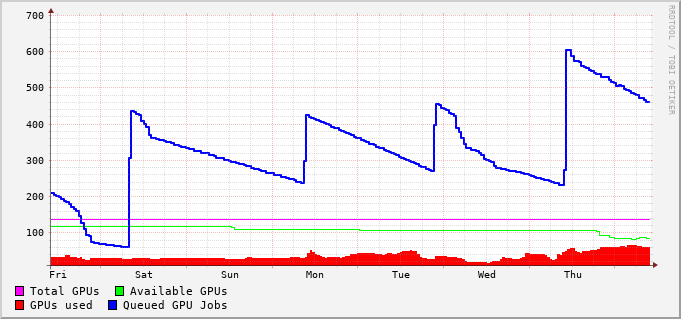 700
600
500
400
300
200
100
Fri Sat Sun Mon Tue Wed Thu
Total GPUs Available GPUs
GPUs used Queued GPU Jobs
RRDTOOL / TOBI OETIKER